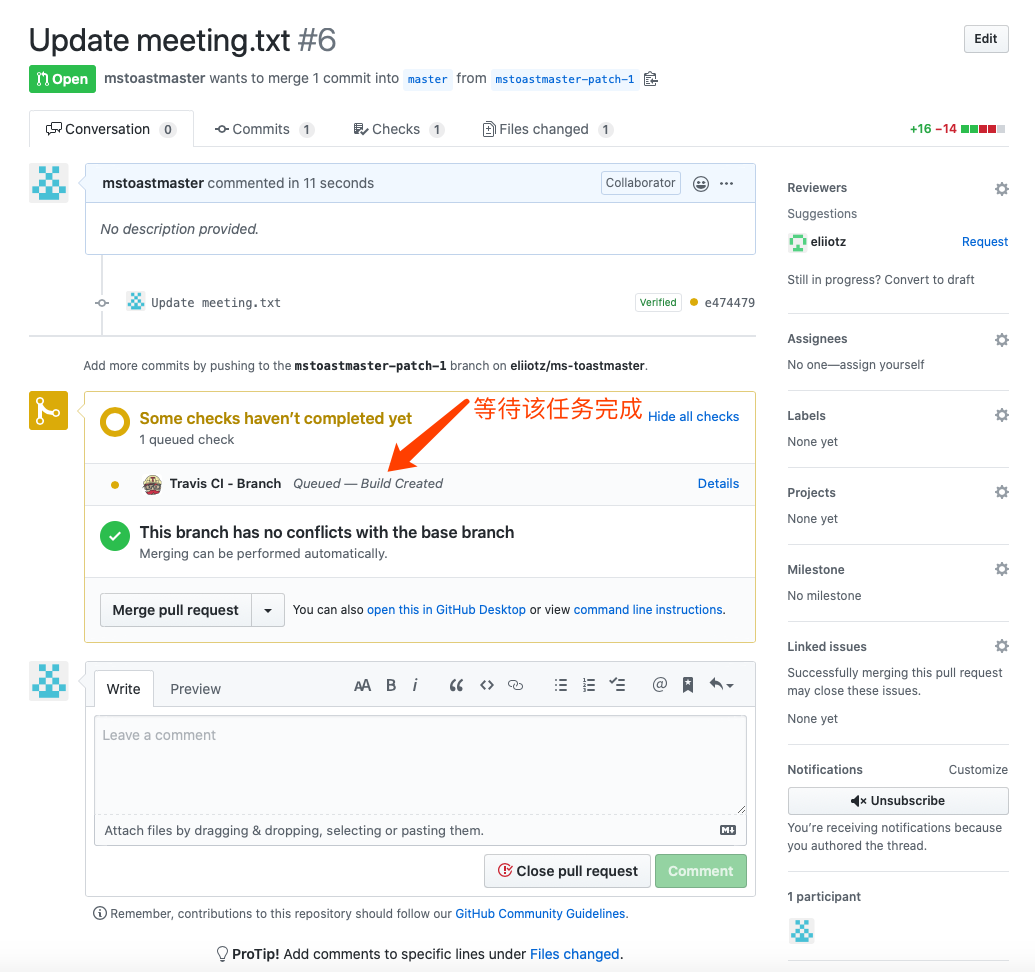 Update meeting.txt #6
Edit
Open mstoastmaster wants to merge 1 commit into master from mstoastmaster-patch-1
Conversation 0 Commits 1 Checks 1 Files changed 1 +16 −14
mstoastmaster commented in 11 seconds Collaborator
No description provided.
Update meeting.txt Verified e474479
Add more commits by pushing to the mstoastmaster-patch-1 branch on eliiotz/ms-toastmaster.
Some checks haven’t completed yet
等待该任务完成
Hide all checks
1 queued check
Travis CI - Branch Queued — Build Created Details
This branch has no conflicts with the base branch
Merging can be performed automatically.
Merge pull request You can also open this in GitHub Desktop or view command line instructions.
Write Preview
Leave a comment
Attach files by dragging & dropping, selecting or pasting them.
Close pull request Comment
Remember, contributions to this repository should follow our GitHub Community Guidelines.
ProTip! Add comments to specific lines under Files changed.
Reviewers
Suggestions
eliiotz Request
Still in progress? Convert to draft
Assignees
No one—assign yourself
Labels
None yet
Projects
None yet
Milestone
No milestone
Linked issues
Successfully merging this pull request
may close these issues.
None yet
Notifications Customize
Unsubscribe
You’re receiving notifications because
you authored the thread.
1 participant